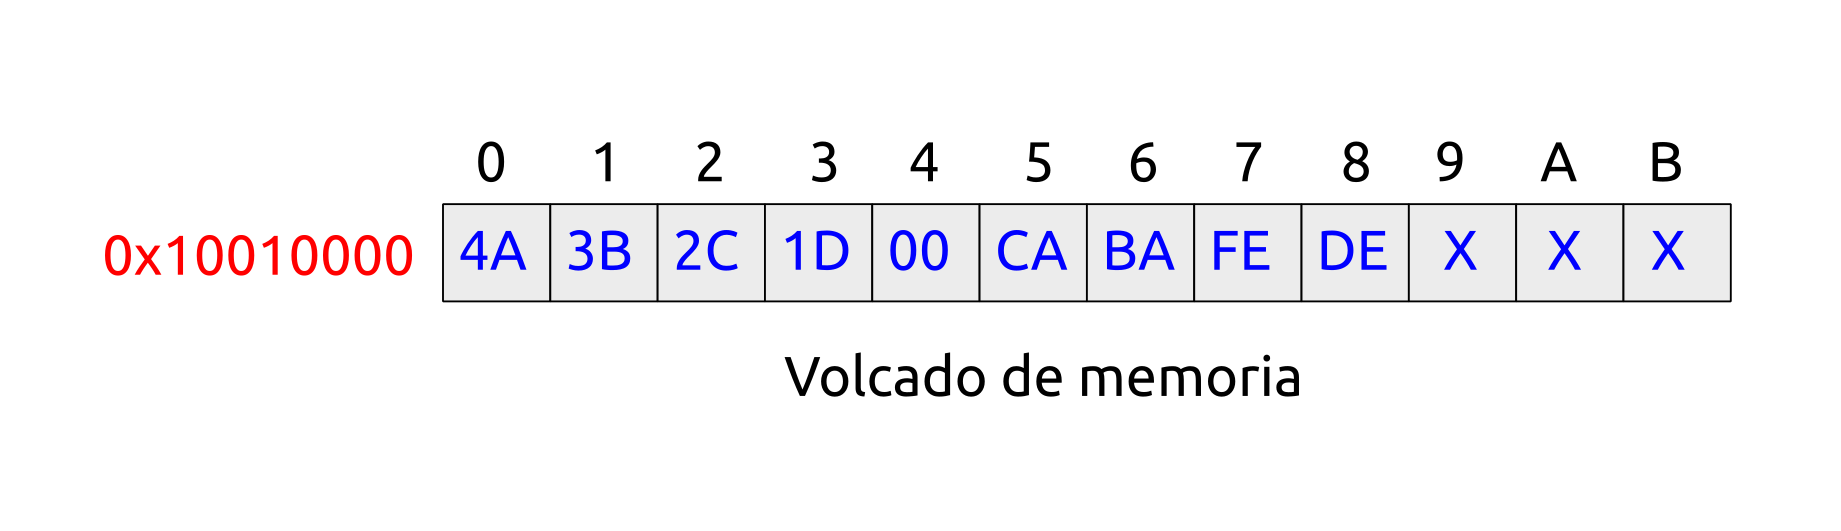 0 1 2 3 4 5 6 7 8 9 A B
0x10010000 4A 3B 2C 1D 00 CA BA FE DE X X X
Volcado de memoria